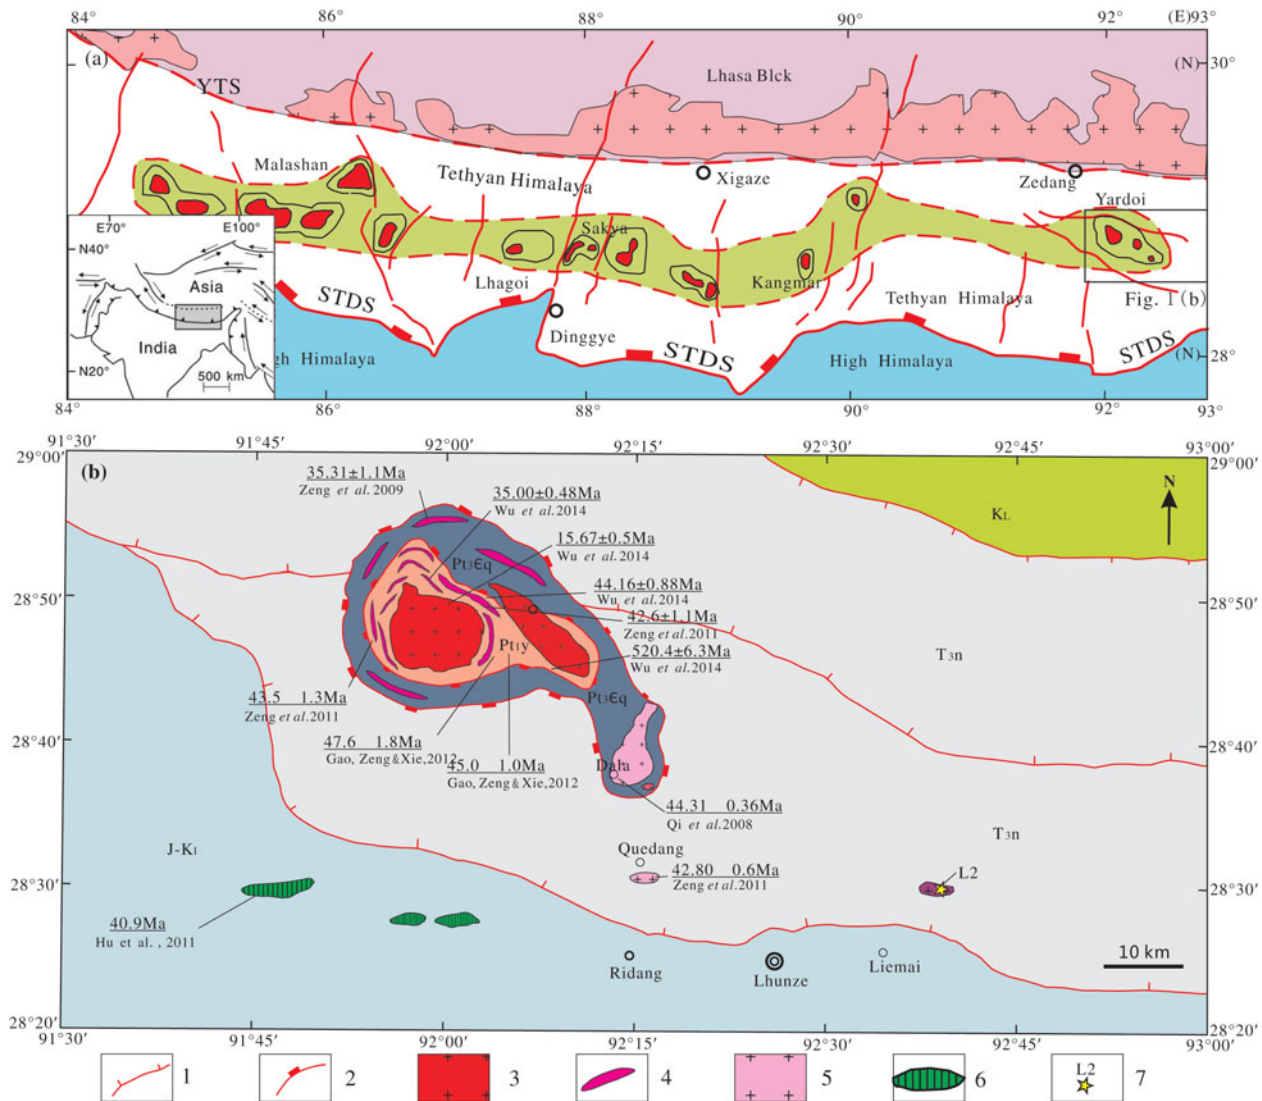 84°
86°
88°
90°
92°
(E)93°
(a)
(N)
30°
Lhasa Blck
YTS
Malashan
Tethyan Himalaya
Xigaze
Zedang
Yardoi
E70°
E100°
N40°
Asia
India
N20°
500 km
Sakya
Lhagoi
Kangmar
Tethyan Himalaya
Fig. 1 (b)
STDS
Dinggye
STDS
STDS
High Himalaya
High Himalaya
(N)
28°
84°
86°
88°
90°
92°
93°
91°30′
91°45′
92°00′
92°15′
92°30′
92°45′
93°00′
29°00′
29°00′
(b)
35.31±1.1Ma
Zeng et al.2009
35.00±0.48Ma
Wu et al.2014
15.67±0.5Ma
Wu et al.2014
N
KL
Pt3Єq
44.16±0.88Ma
Wu et al.2014
28°50′
28°50′
42.6±1.1Ma
Zeng et al.2011
Pt1y
520.4±6.3Ma
Wu et al.2014
T3n
43.5 1.3Ma
Zeng et al.2011
Pt3Єq
47.6 1.8Ma
Gao, Zeng&Xie,2012
45.0 1.0Ma
Gao, Zeng&Xie,2012
28°40′
28°40′
Dala
44.31 0.36Ma
Qi et al.2008
T3n
J-K1
Quedang
42.80 0.6Ma
Zeng et al.2011
L2
28°30′
28°30′
40.9Ma
Hu et al.,2011
10 km
Ridang
Lhunze
Liemai
28°20′
28°20′
91°30′
91°45′
92°00′
92°15′
92°30′
92°45′
93°00′
1
2
3
4
5
6
L2
7